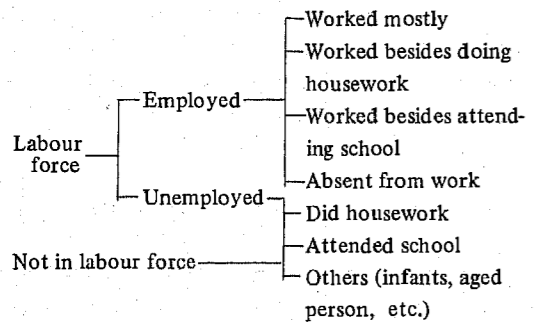 Worked mostly
Worked besides doing
housework
Employed
Worked besides attend-
ing school
Labour
force
Absent from work
Unemployed
Did housework
Attended school
Not in labour force
Others (infants, aged
person, etc.)